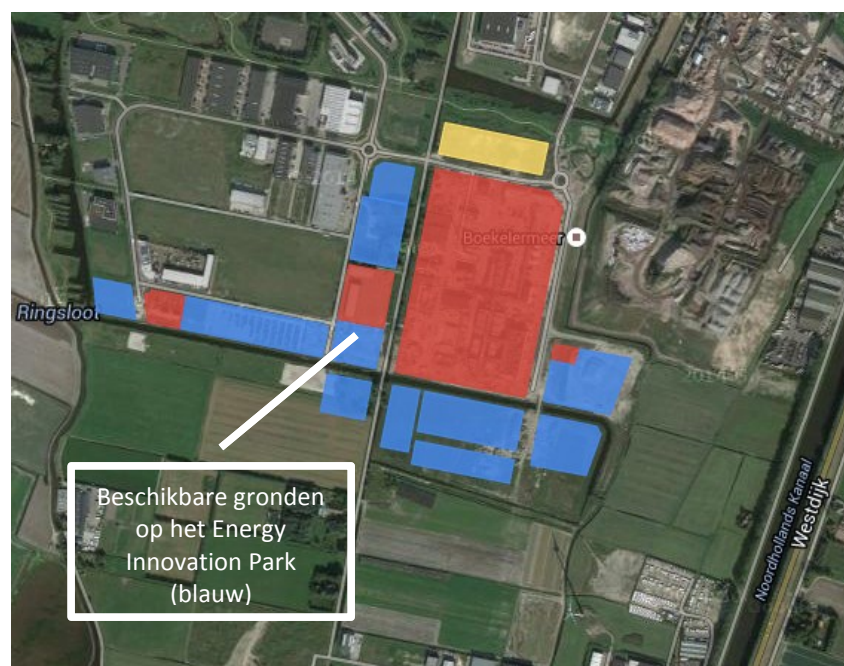 Boekelermeer
Ringsloot
Beschikbare gronden
op het Energy
Innovation Park
(blauw)
Noordhollands Kanaal
Westdijk